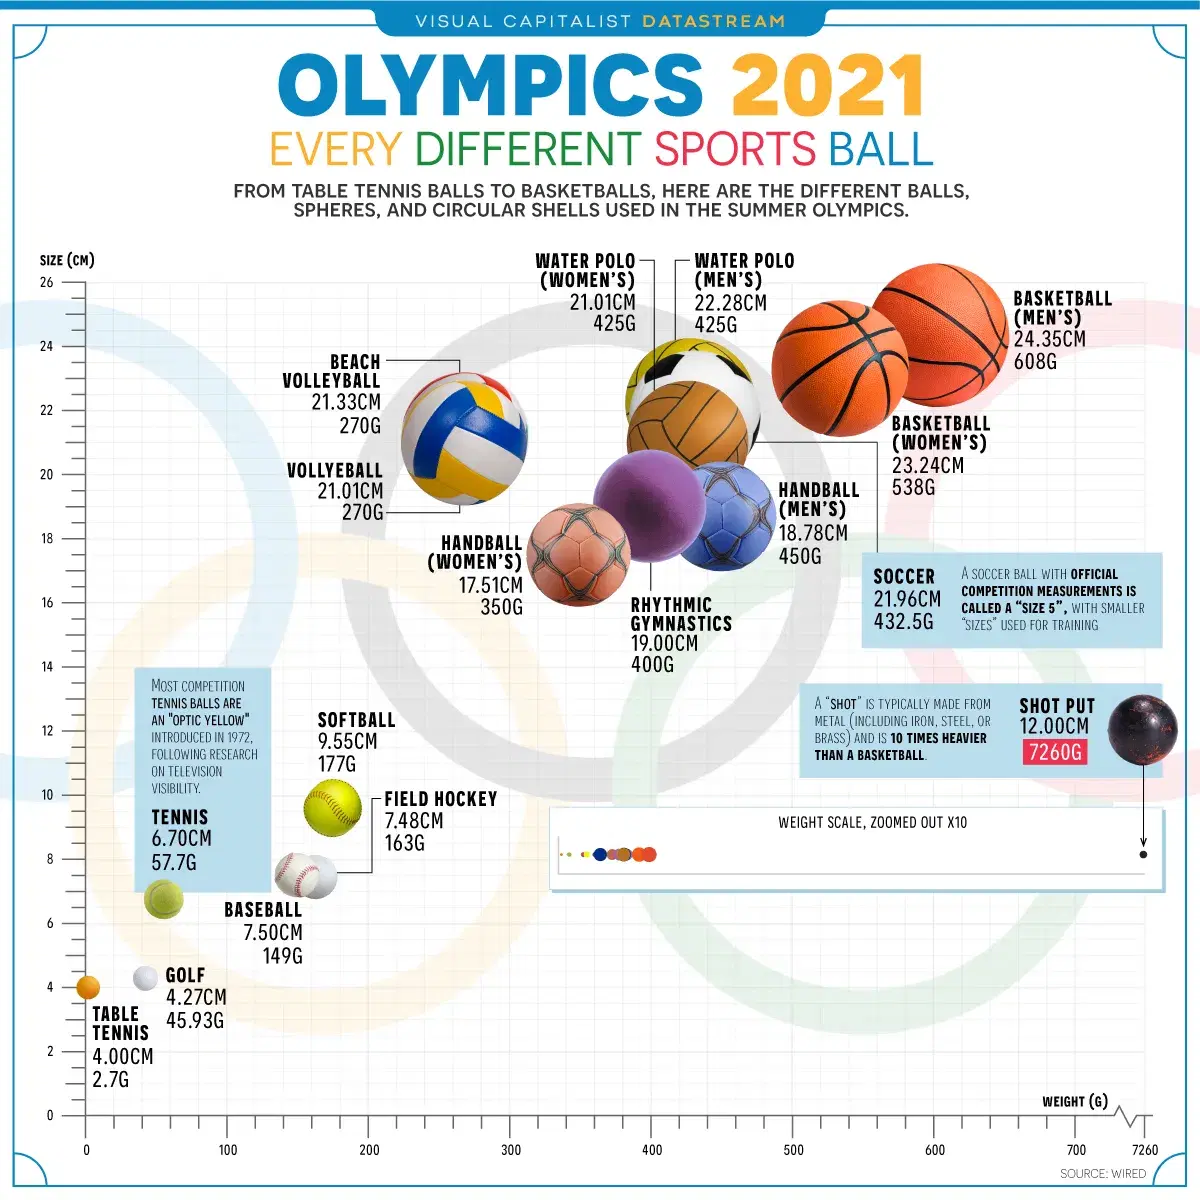 VISUAL CAPITALIST DATASTREAM
OLYMPICS 2021
EVERY DIFFERENT SPORTS BALL
FROM TABLE TENNIS BALLS TO BASKETBALLS, HERE ARE THE DIFFERENT BALLS,
SPHERES, AND CIRCULAR SHELLS USED IN THE SUMMER OLYMPICS.
SIZE (CM)
26
24
22
20
18
16
14
12
10
8
6
4
2
0
WATER POLO
(WOMEN'S)
21.01CM
425G
WATER POLO
(MEN'S)
22.28CM
425G
BASKETBALL
(MEN'S)
24.35CM
608G
BEACH
VOLLEYBALL
21.33CM
270G
BASKETBALL
(WOMEN'S)
23.24CM
538G
VOLLYEBALL
21.01CM
270G
HANDBALL
(MEN'S)
18.78CM
450G
HANDBALL
(WOMEN'S)
17.51CM
350G
RHYTHMIC
GYMNASTICS
19.00CM
400G
SOCCER
21.96CM
432.5G
A SOCCER BALL WITH OFFICIAL
COMPETITION MEASUREMENTS IS
CALLED A "SIZE 5", WITH SMALLER
"SIZES" USED FOR TRAINING
MOST COMPETITION
TENNIS BALLS ARE
AN "OPTIC YELLOW"
INTRODUCED IN 1972,
FOLLOWING RESEARCH
ON TELEVISION
VISIBILITY.
TENNIS
6.70CM
57.7G
SOFTBALL
9.55CM
177G
FIELD HOCKEY
7.48CM
163G
A "SHOT" IS TYPICALLY MADE FROM
METAL (INCLUDING IRON, STEEL, OR
BRASS) AND IS 10 TIMES HEAVIER
THAN A BASKETBALL.
SHOT PUT
12.00CM
7260G
WEIGHT SCALE, ZOOMED OUT X10
BASEBALL
7.50CM
149G
GOLF
4.27CM
45.93G
TABLE
TENNIS
4.00CM
2.7G
WEIGHT (G)
0 100 200 300 400 500 600 700 7260
SOURCE: WIRED